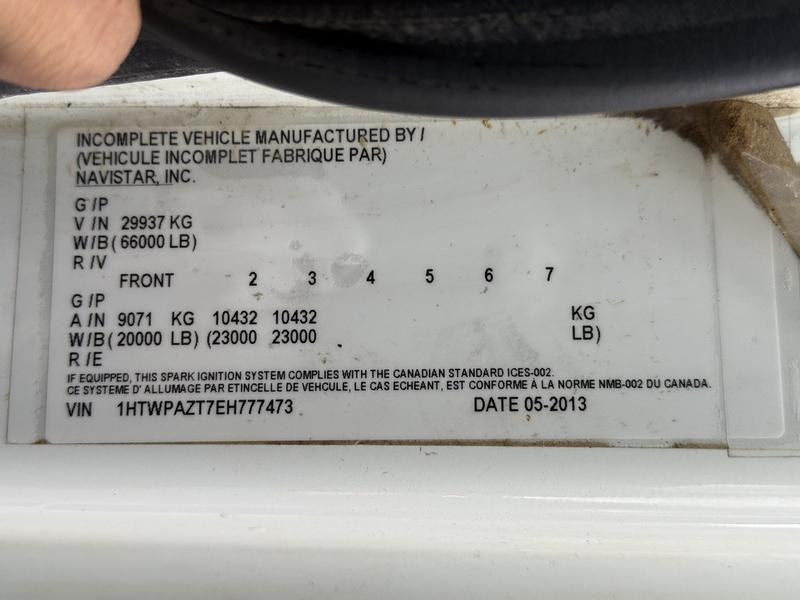 INCOMPLETE VEHICLE MANUFACTURED BY /
(VEHICULE INCOMPLET FABRIQUE PAR)
NAVISTAR, INC.
G /P
V /N 29937 KG
W/B ( 66000 LB)
R /V
FRONT 2 3 4 5 6 7
G /P
A /N 9071 KG 10432 10432 KG
W/B ( 20000 LB) (23000 23000 LB)
R /E
IF EQUIPPED, THIS SPARK IGNITION SYSTEM COMPLIES WITH THE CANADIAN STANDARD ICES-002.
CE SYSTEME D' ALLUMAGE PAR ETINCELLE DE VEHCULE, LE CAS ECHEANT, EST CONFORME À LA NORME NMB-002 DU CANADA.
VIN 1HTWPAZT7EH777473 DATE 05-2013